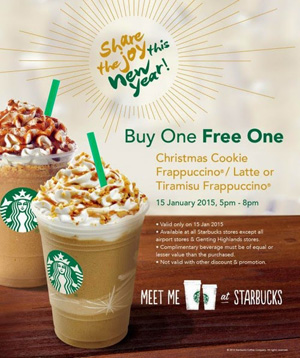 Share
the joy this
new
year!
Buy One Free One
Christmas Cookie
Frappuccino® / Latte or
Tiramisu Frappuccino®
15 January 2015, 5pm - 8pm
• Valid only on 15 Jan 2015
• Available at all Starbucks stores except all
airport stores & Genting Highlands stores.
• Complimentary beverage must be of equal or
lesser value than the purchased.
• Not valid with other discount & promotion.
MEET ME at STARBUCKS